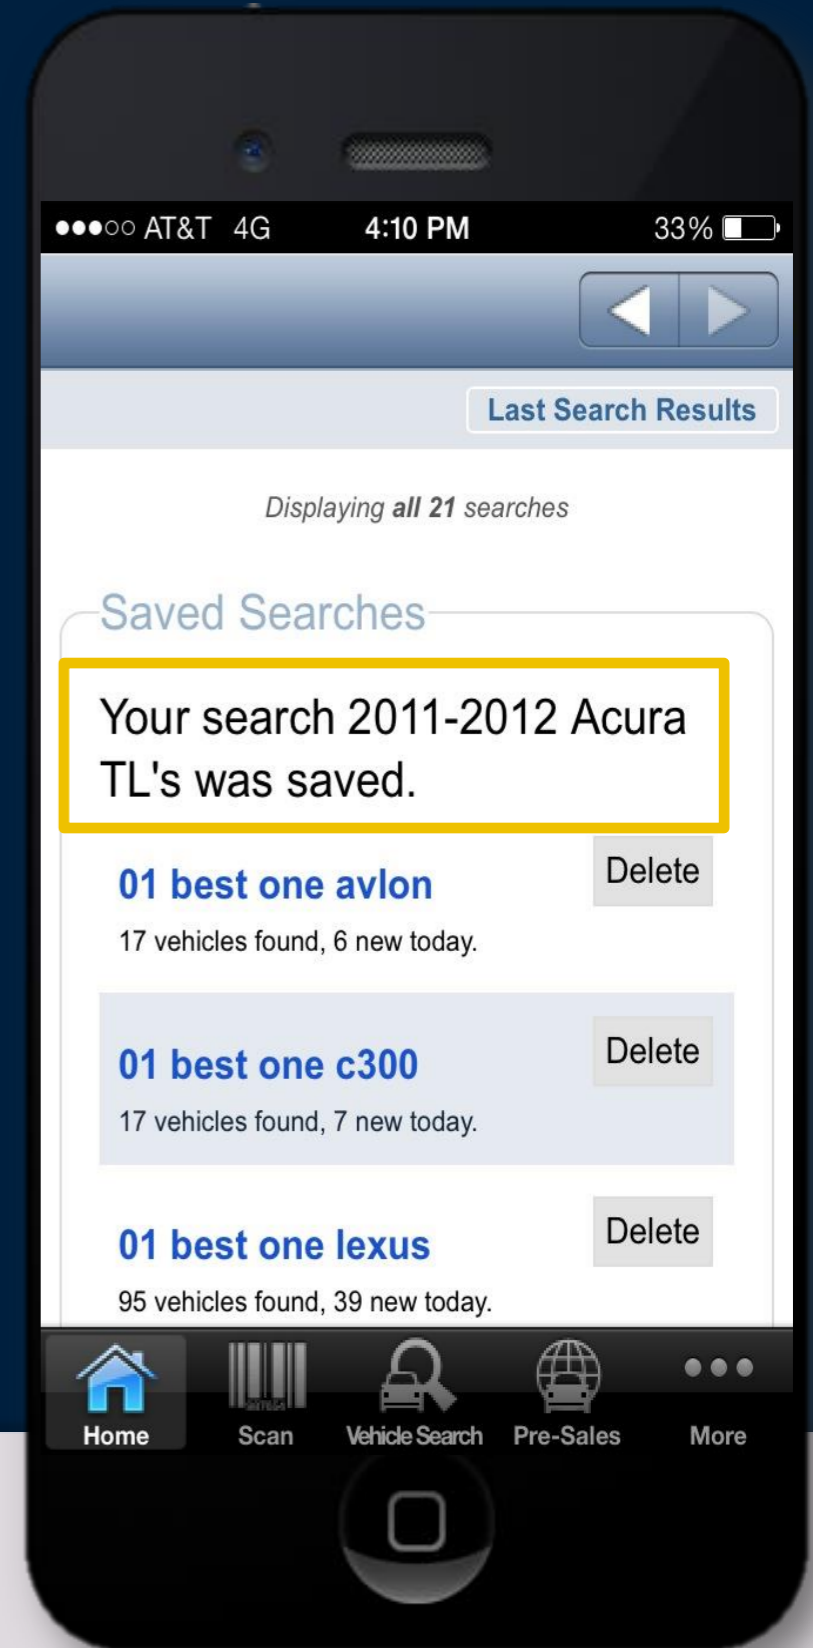 ●●●○○ AT&T 4G 4:10 PM 33%
Last Search Results
Displaying all 21 searches
Saved Searches
Your search 2011-2012 Acura
TL's was saved.
01 best one avlon
Delete
17 vehicles found, 6 new today.
01 best one c300
Delete
17 vehicles found, 7 new today.
01 best one lexus
Delete
95 vehicles found, 39 new today.
Home Scan Vehicle Search Pre-Sales More